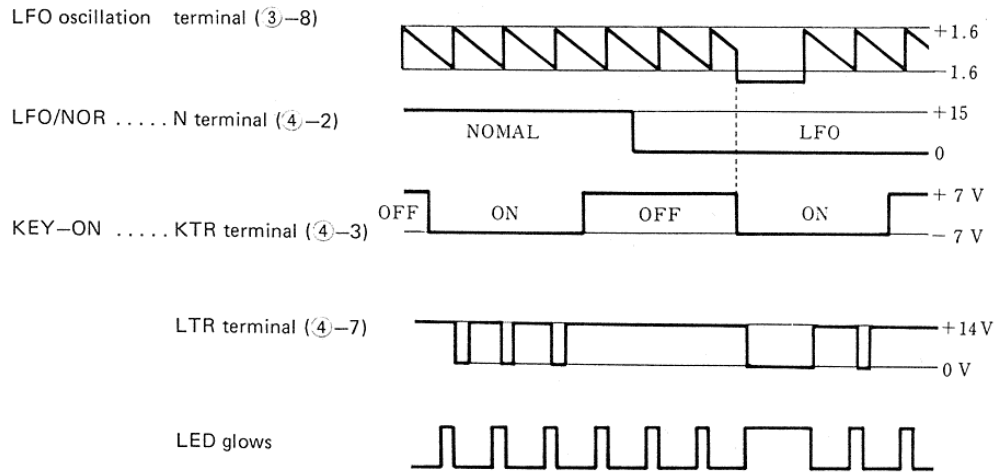 LFO oscillation terminal (③–8)
+1.6
–1.6
LFO/NOR ..... N terminal (④–2)
NOMAL
LFO
+15
0
KEY–ON ..... KTR terminal (④–3)
OFF
ON
OFF
ON
+ 7 V
– 7 V
LTR terminal (④–7)
+14 V
0 V
LED glows